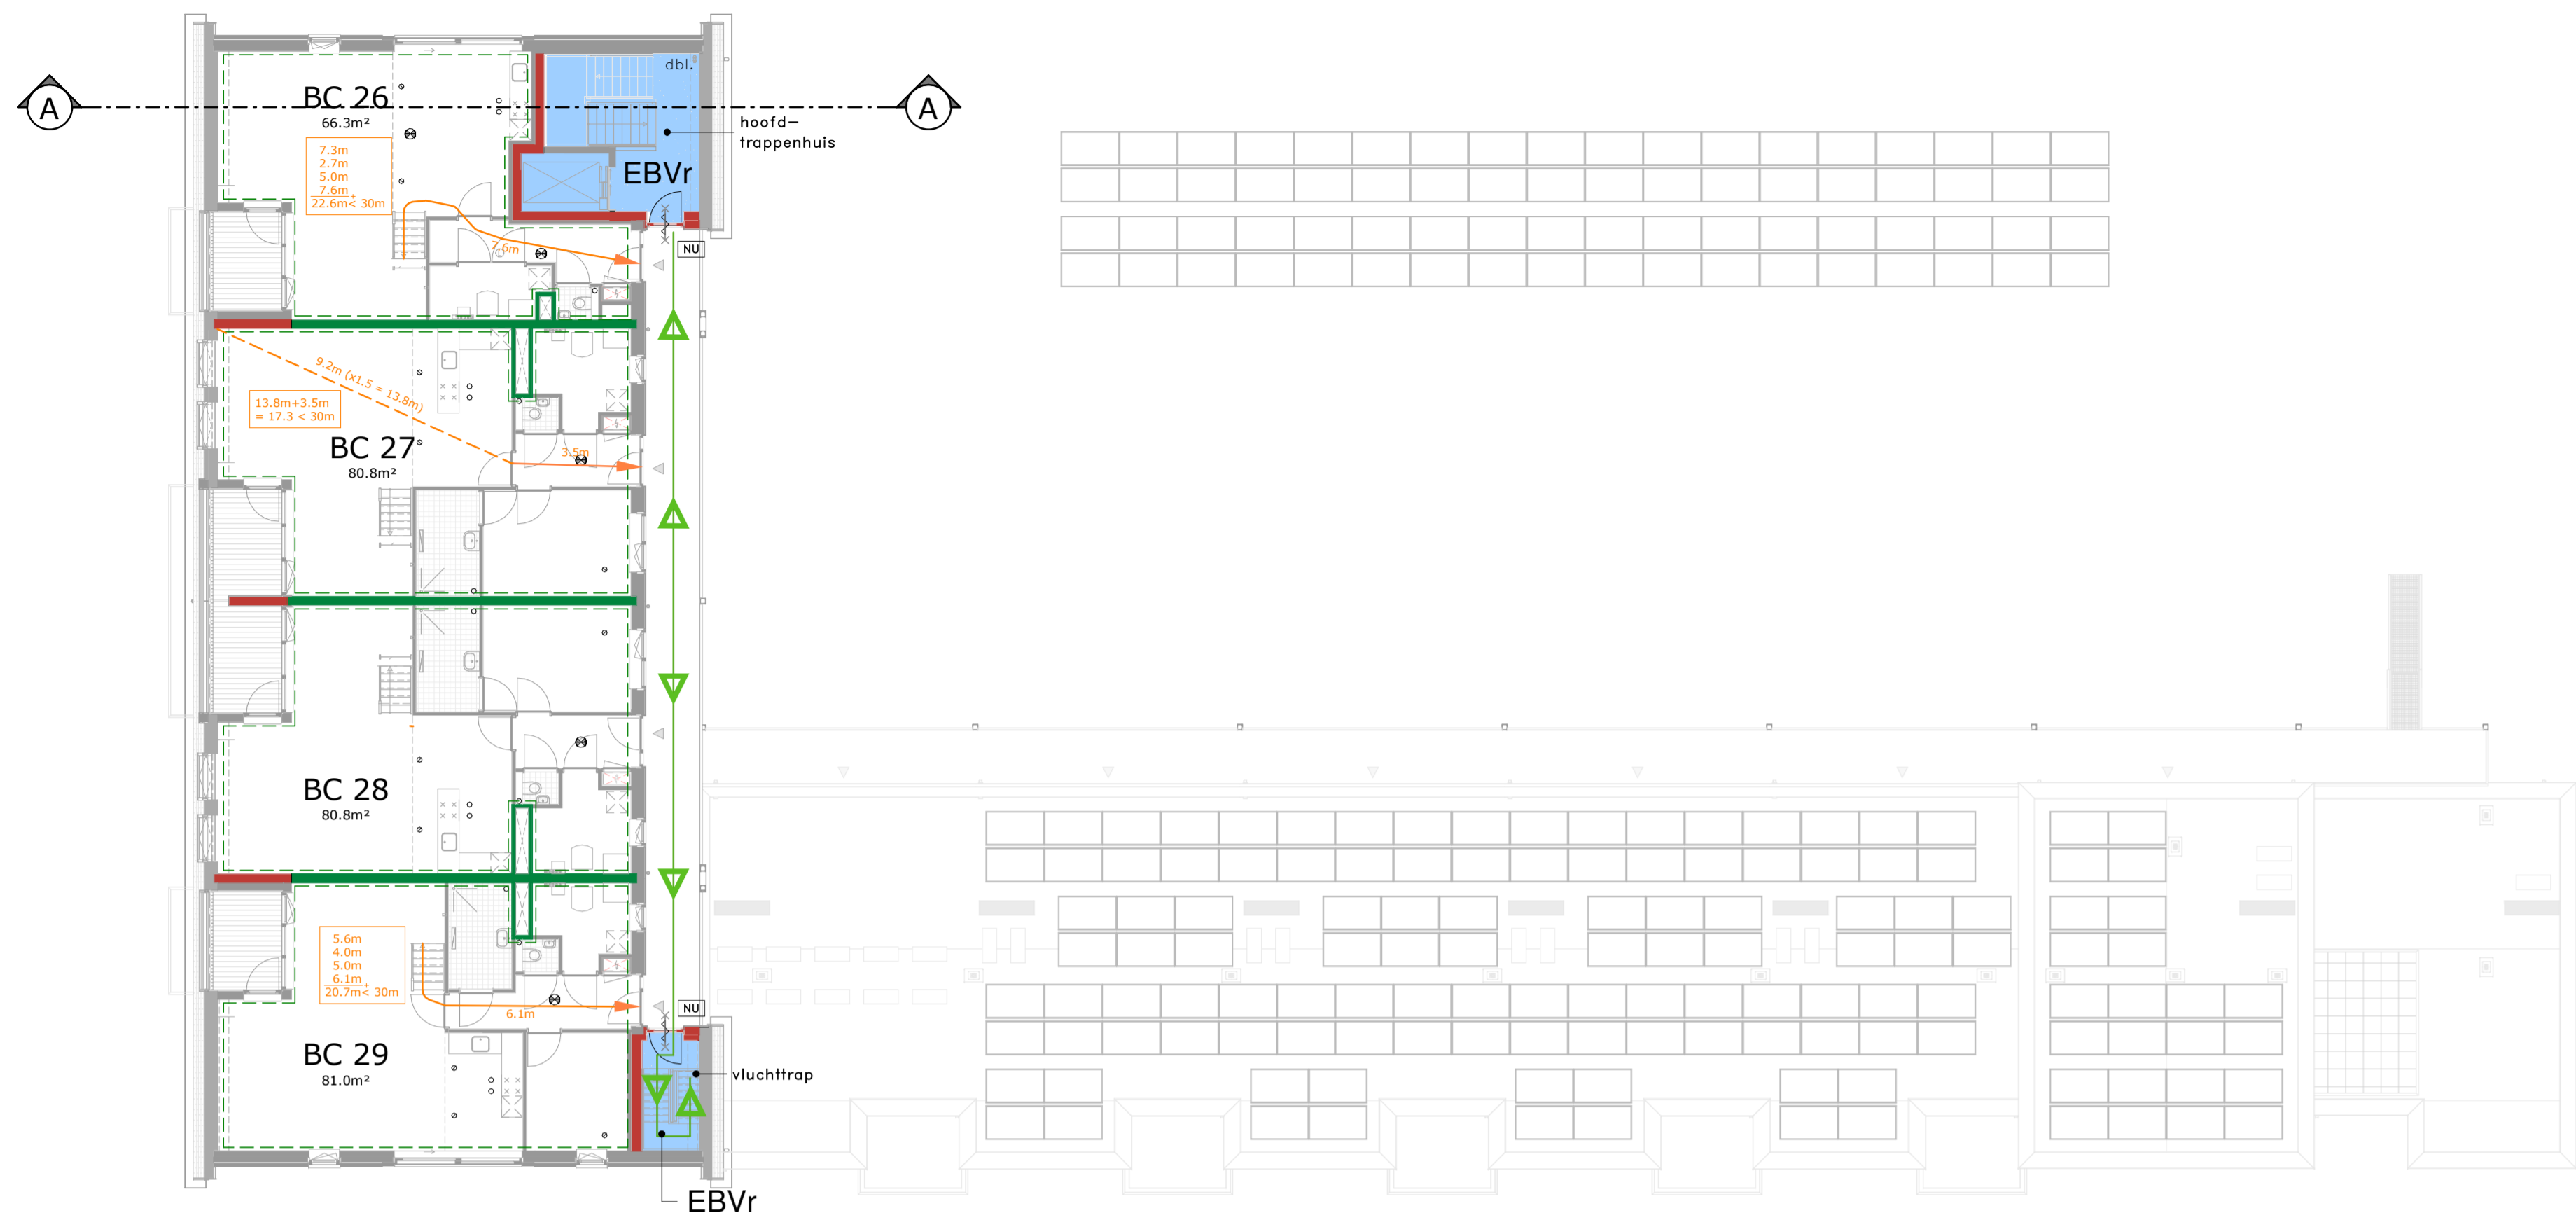 dbl.
BC 26
66.3m²
A
A
hoofd-
trappenhuis
EBVr
7.3m
2.7m
5.0m
7.6m+
22.6m< 30m
7.6m
NU
9.2m (x1.5 = 13.8m)
13.8m+3.5m
= 17.3 < 30m
BC 27
80.8m²
3.5m
BC 28
80.8m²
5.6m
4.0m
5.0m
6.1m+
20.7m< 30m
6.1m
NU
BC 29
81.0m²
vluchttrap
EBVr